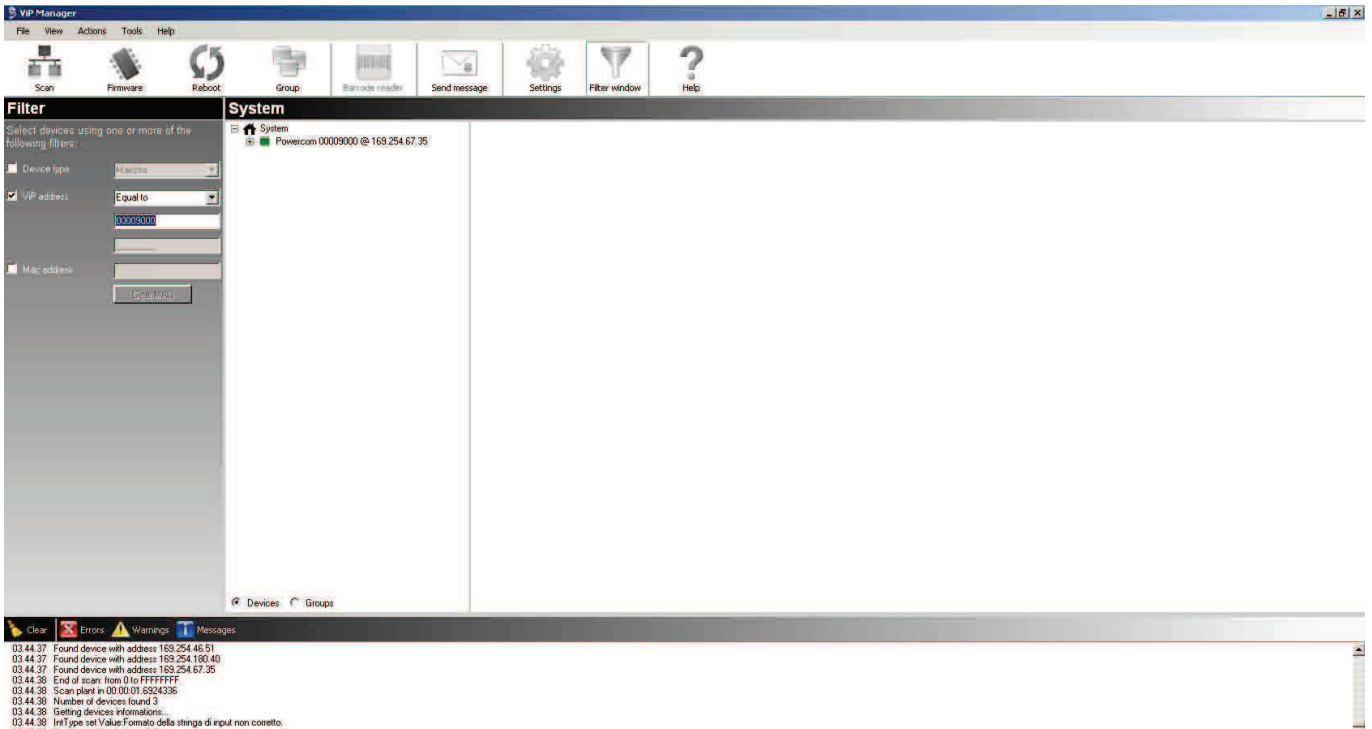 ViP Manager
File View Actions Tools Help
Scan Firmware Reboot Group Barcode reader Send message Settings Filter window Help
Filter
System
Select devices using one or more of the
following filters:
System
Powercom 00009000 @ 169.254.67.35
Device type Maestro
ViP address Equal to
00009000
Mac address
Clear MAC
Devices Groups
Clear Errors Warnings Messages
03.44.37 Found device with address 169.254.46.51
03.44.37 Found device with address 169.254.180.40
03.44.37 Found device with address 169.254.67.35
03.44.38 End of scan: from 0 to FFFFFFFF
03.44.38 Scan plant in 00:00:01.6924336
03.44.38 Number of devices found 3
03.44.38 Getting devices informations...
03.44.38 IntType set Value:Formato della stringa di input non corretto.